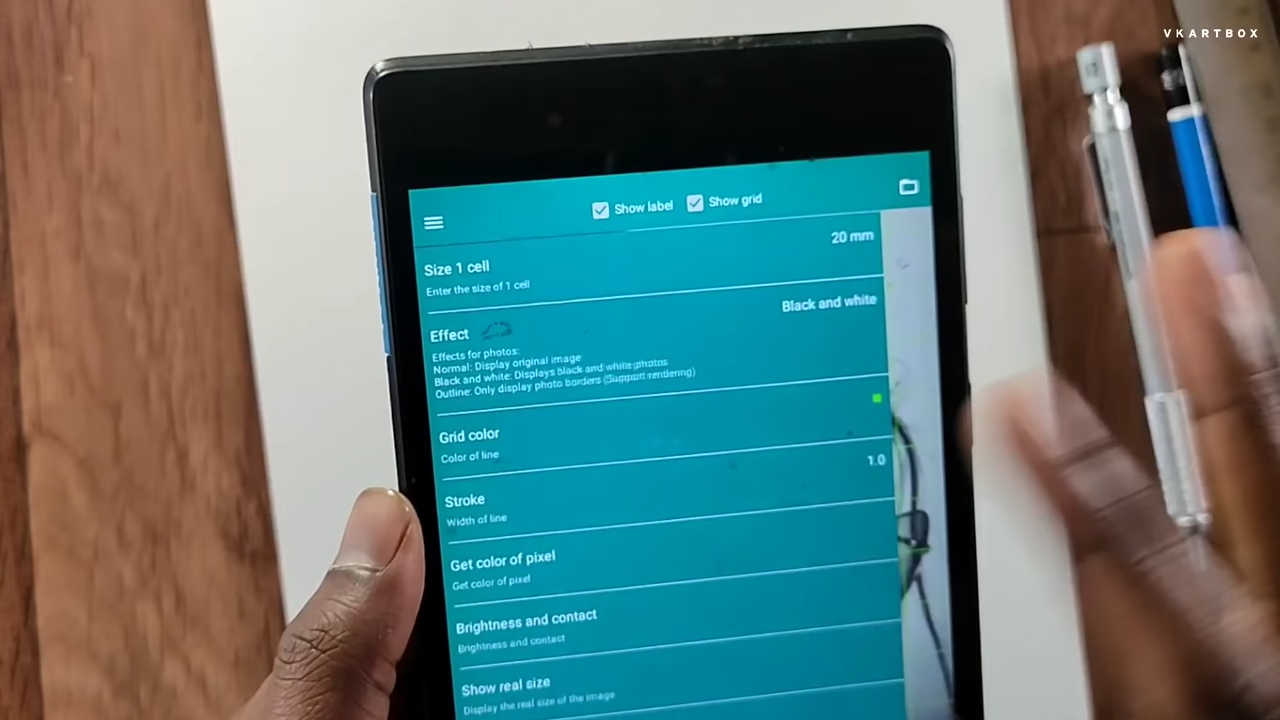 VKARTBOX
Show label Show grid
20 mm
Size 1 cell
Enter the size of 1 cell
Black and white
Effect
Effects for photos:
Normal: Display original image
Black and white: Displays black and white photos
Outline: Only display photo borders (Support rendering)
Grid color
Color of line
1.0
Stroke
Width of line
Get color of pixel
Get color of pixel
Brightness and contact
Brightness and contact
Show real size
Display the real size of the image